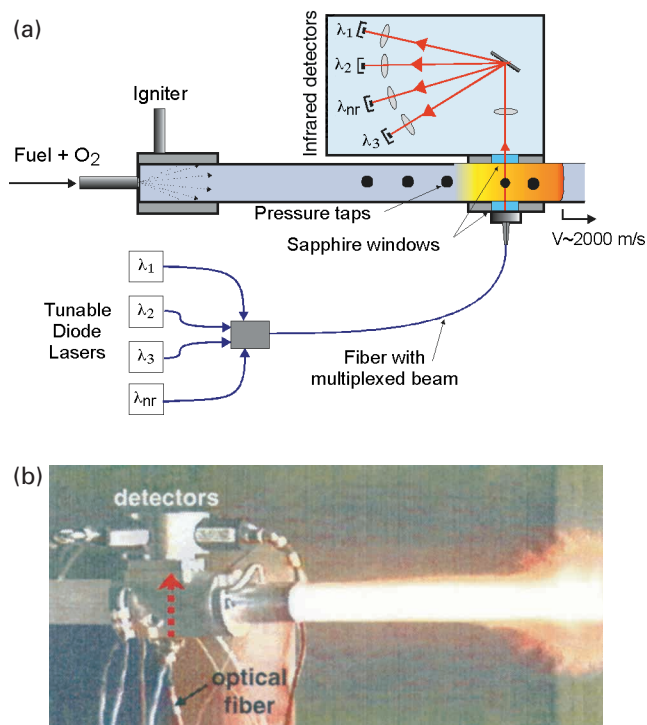 (a)
Infrared detectors
λ1
λ2
λnr
λ3
Igniter
Fuel + O2
Pressure taps
Sapphire windows
V~2000 m/s
λ1
λ2
λ3
λnr
Tunable
Diode
Lasers
Fiber with
multiplexed beam
(b)
detectors
optical
fiber